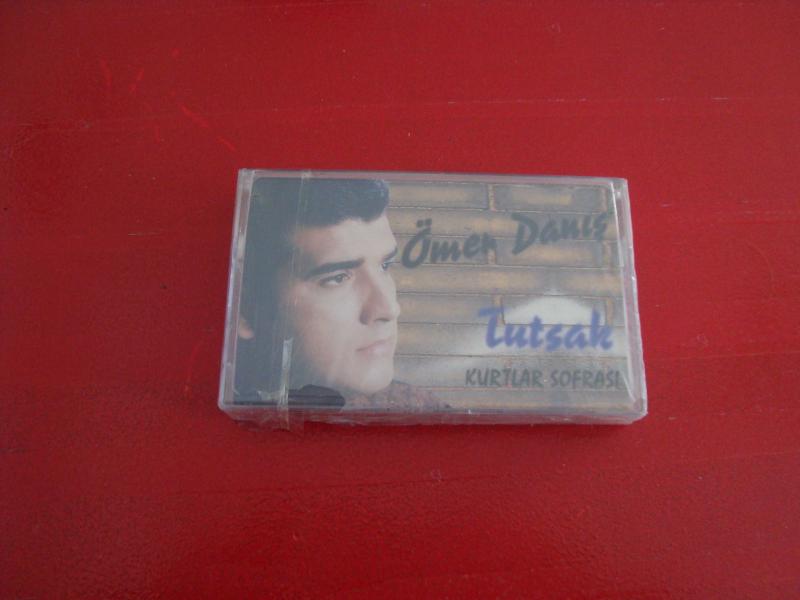 Ömer Danış
Tutsak
KURTLAR SOFRASI